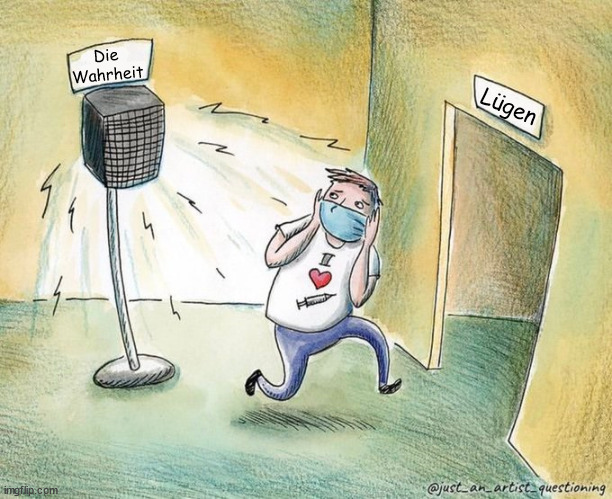 Die
Wahrheit
Lügen
I
imgflip.com
@just_an_artist_questioning